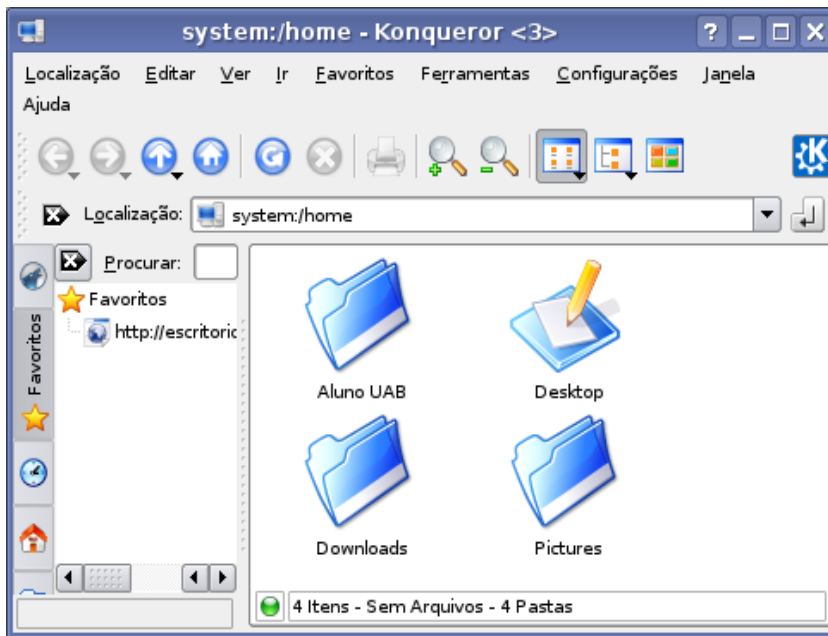 system:/home - Konqueror <3>
Localização Editar Ver Ir Favoritos Ferramentas Configurações Janela
Ajuda
Localização: system:/home
Procurar:
Favoritos
Favoritos
http://escritorio
Aluno UAB
Desktop
Downloads
Pictures
4 Itens - Sem Arquivos - 4 Pastas